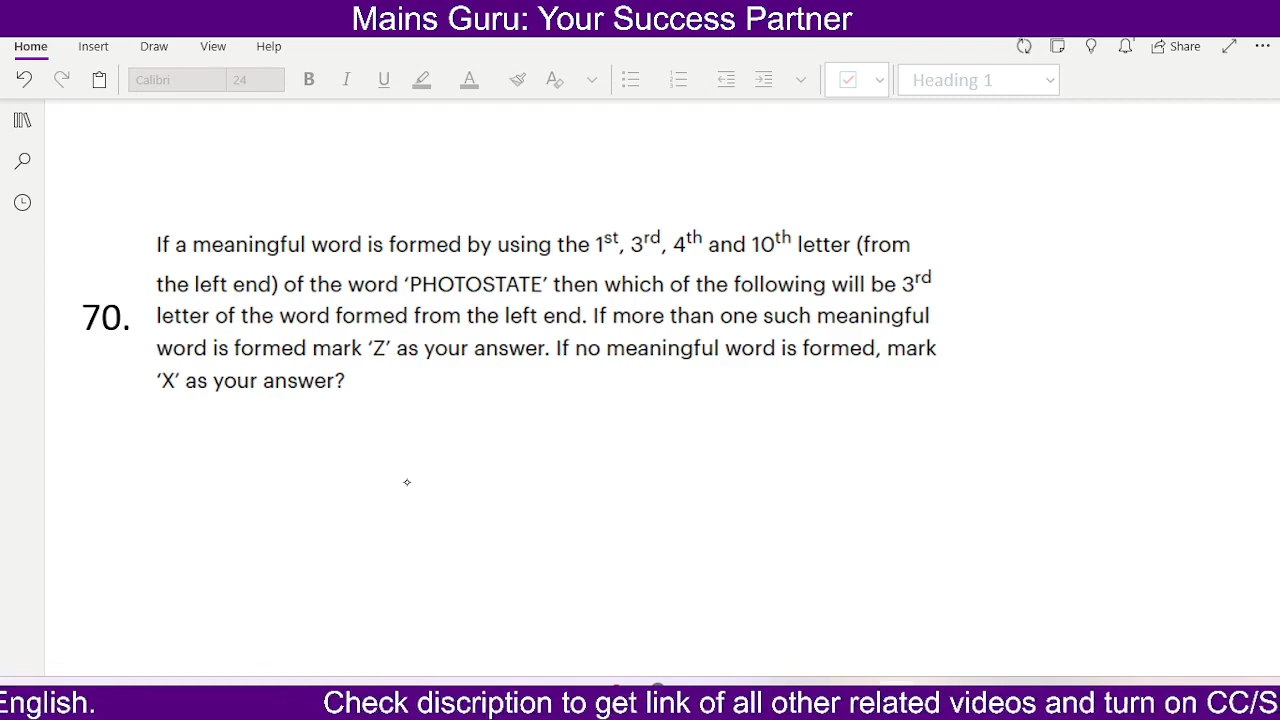 Mains Guru: Your Success Partner
Home Insert Draw View Help Share
Calibri 24 B I U A A Heading 1
If a meaningful word is formed by using the 1st, 3rd, 4th and 10th letter (from
the left end) of the word ‘PHOTOSTATE’ then which of the following will be 3rd
70. letter of the word formed from the left end. If more than one such meaningful
word is formed mark ‘Z’ as your answer. If no meaningful word is formed, mark
‘X’ as your answer?
English. Check discription to get link of all other related videos and turn on CC/S